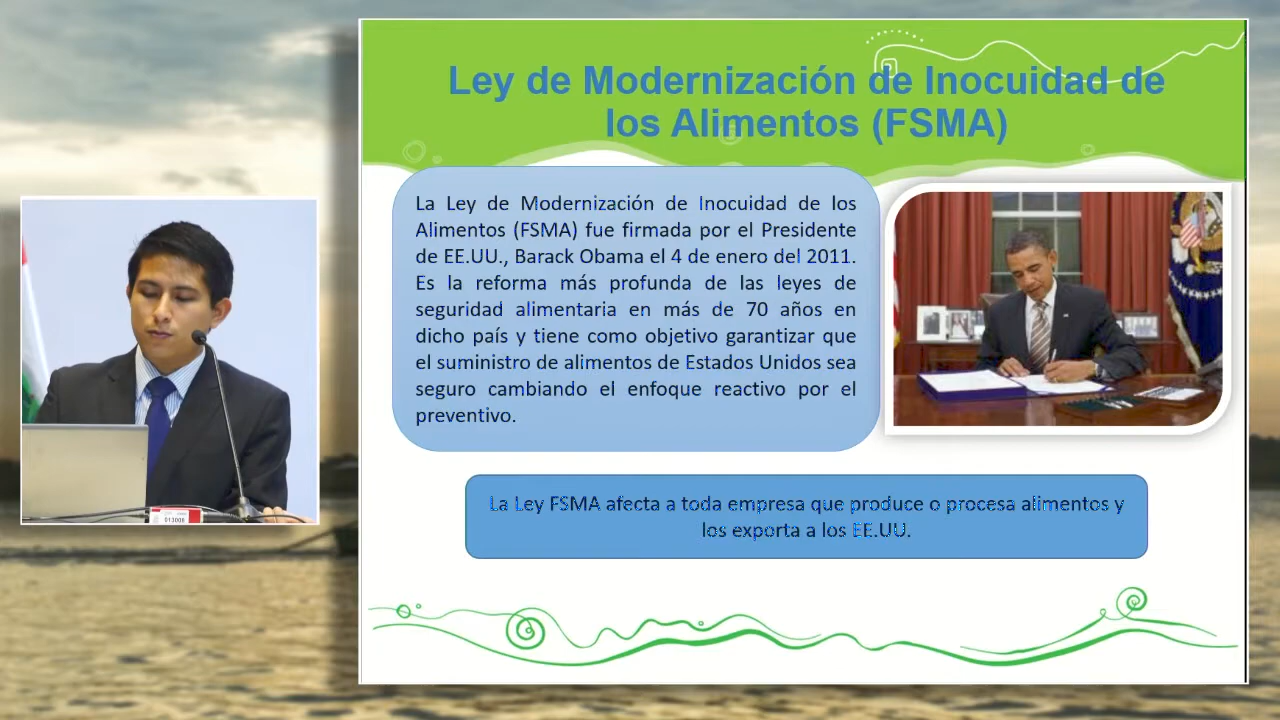 Ley de Modernización de Inocuidad de
los Alimentos (FSMA)
La Ley de Modernización de Inocuidad de los
Alimentos (FSMA) fue firmada por el Presidente
de EE.UU., Barack Obama el 4 de enero del 2011.
Es la reforma más profunda de las leyes de
seguridad alimentaria en más de 70 años en
dicho país y tiene como objetivo garantizar que
el suministro de alimentos de Estados Unidos sea
seguro cambiando el enfoque reactivo por el
preventivo.
La Ley FSMA afecta a toda empresa que produce o procesa alimentos y
los exporta a los EE.UU.